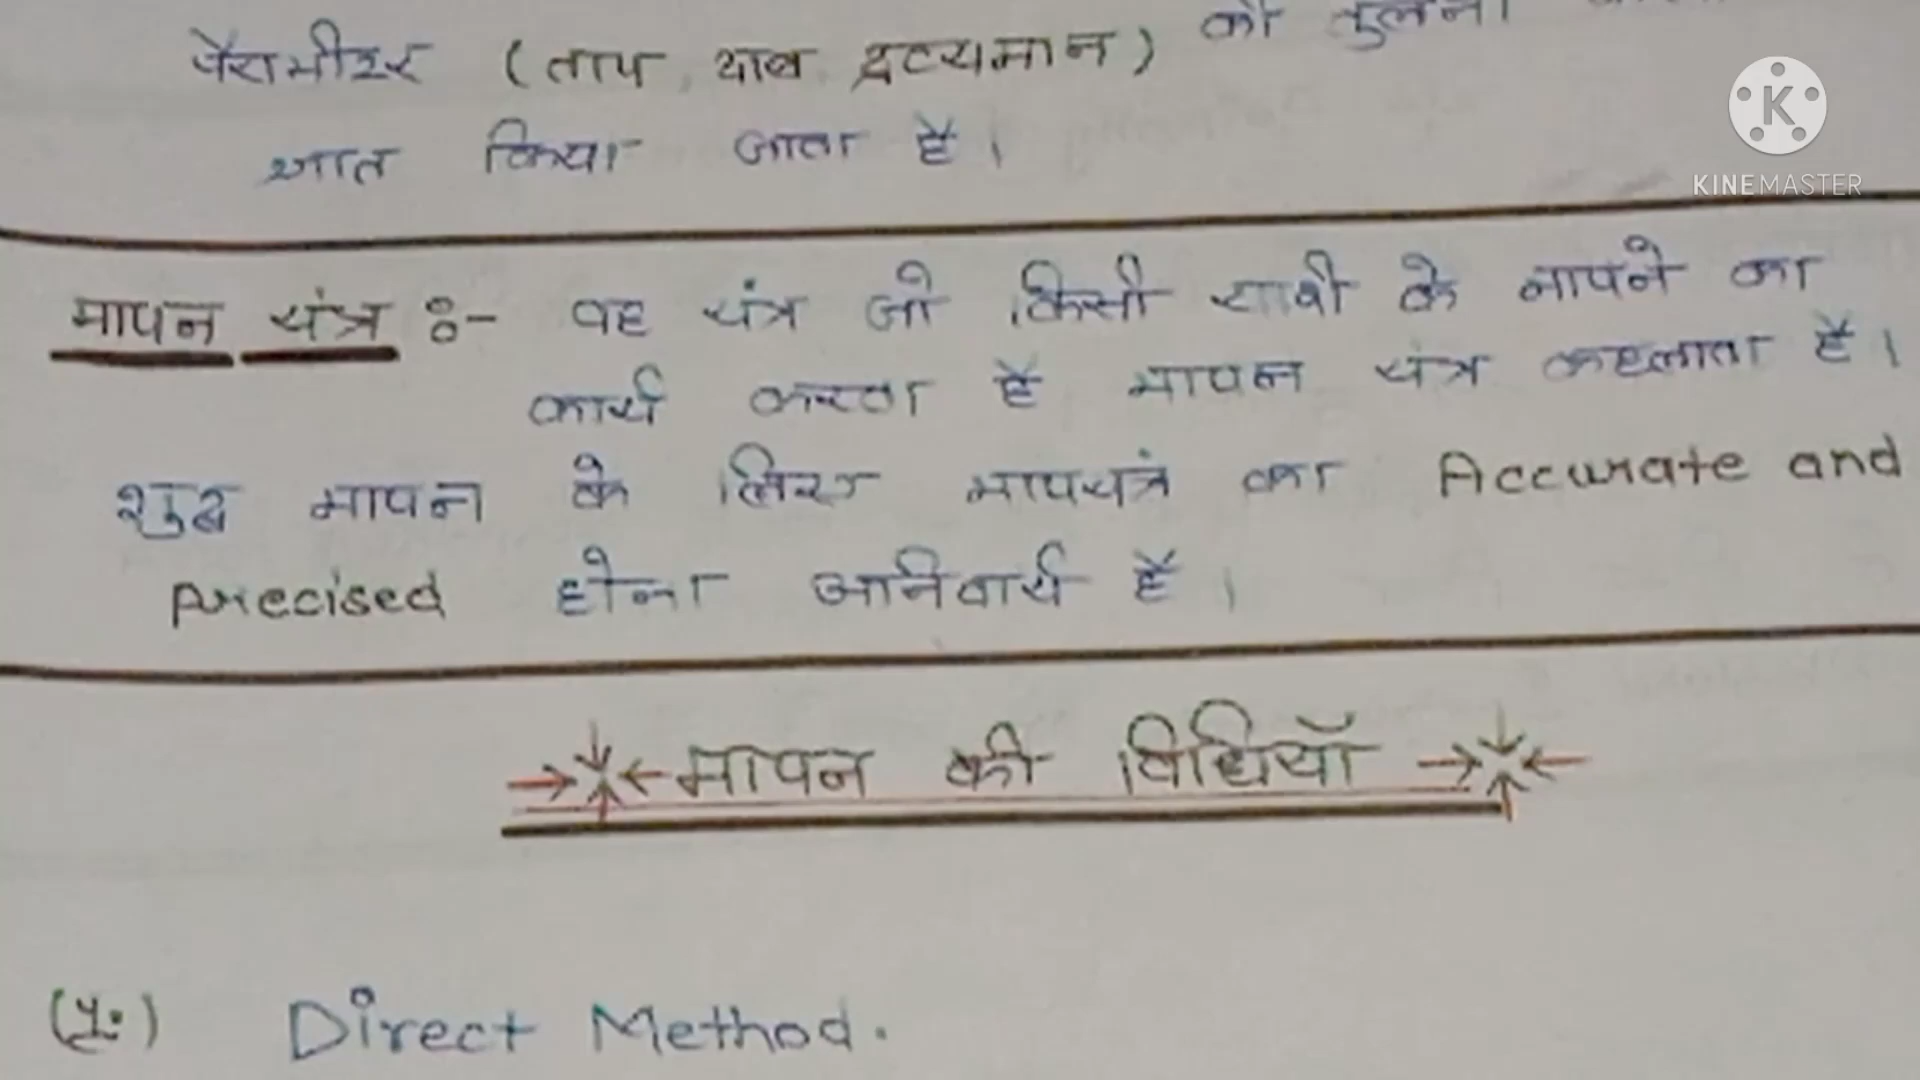 पैरामीटर (ताप, दाब, द्रव्यमान) की तुलना
ज्ञात किया जाता है।
KINEMASTER
मापन यंत्र :- वह यंत्र जो किसी राशी के नापने का
कार्य करता है मापन यंत्र कहलाता है।
शुद्ध मापन के लिए मापयंत्र का Accurate and
precised होना अनिवार्य है।
→← मापन की विधियाँ →←
Direct Method.